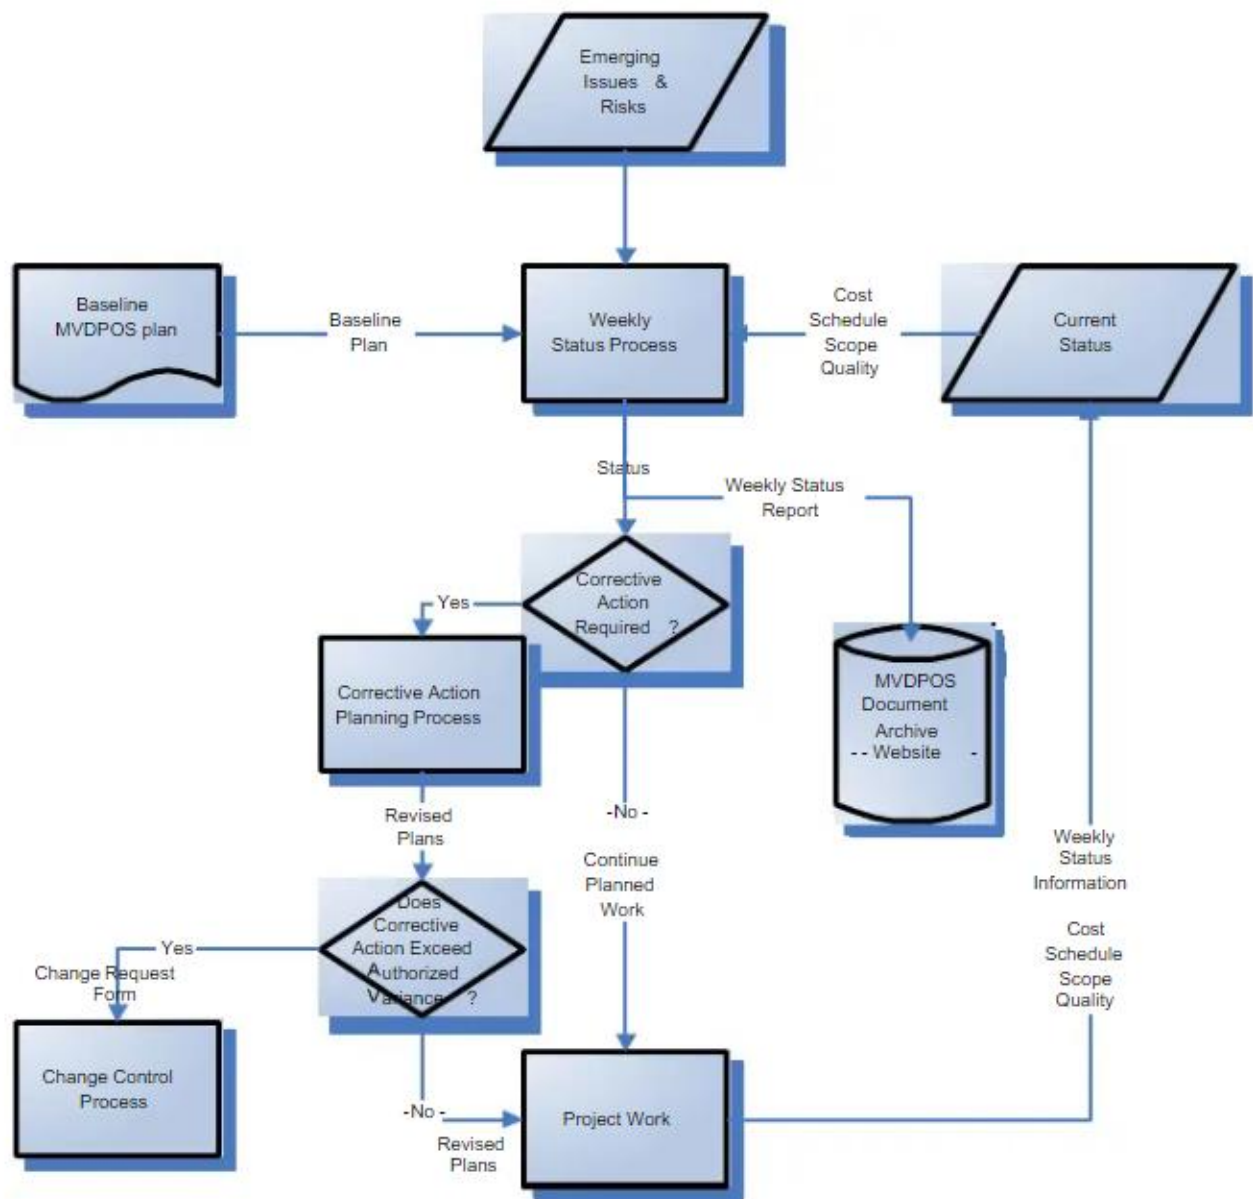 Emerging
Issues &
Risks
Baseline
MVDPOS plan
Baseline
Plan
Weekly
Status Process
Cost
Schedule
Scope
Quality
Current
Status
Status
Weekly Status
Report
Corrective
Action
Required ?
Yes
Corrective Action
Planning Process
MVDPOS
Document
Archive
- - Website -
Revised
Plans
-No -
Continue
Planned
Work
Weekly
Status
Information
Does
Corrective
Action Exceed
Authorized
Variance ?
Yes
Change Request
Form
Cost
Schedule
Scope
Quality
Change Control
Process
-No -
Revised
Plans
Project Work